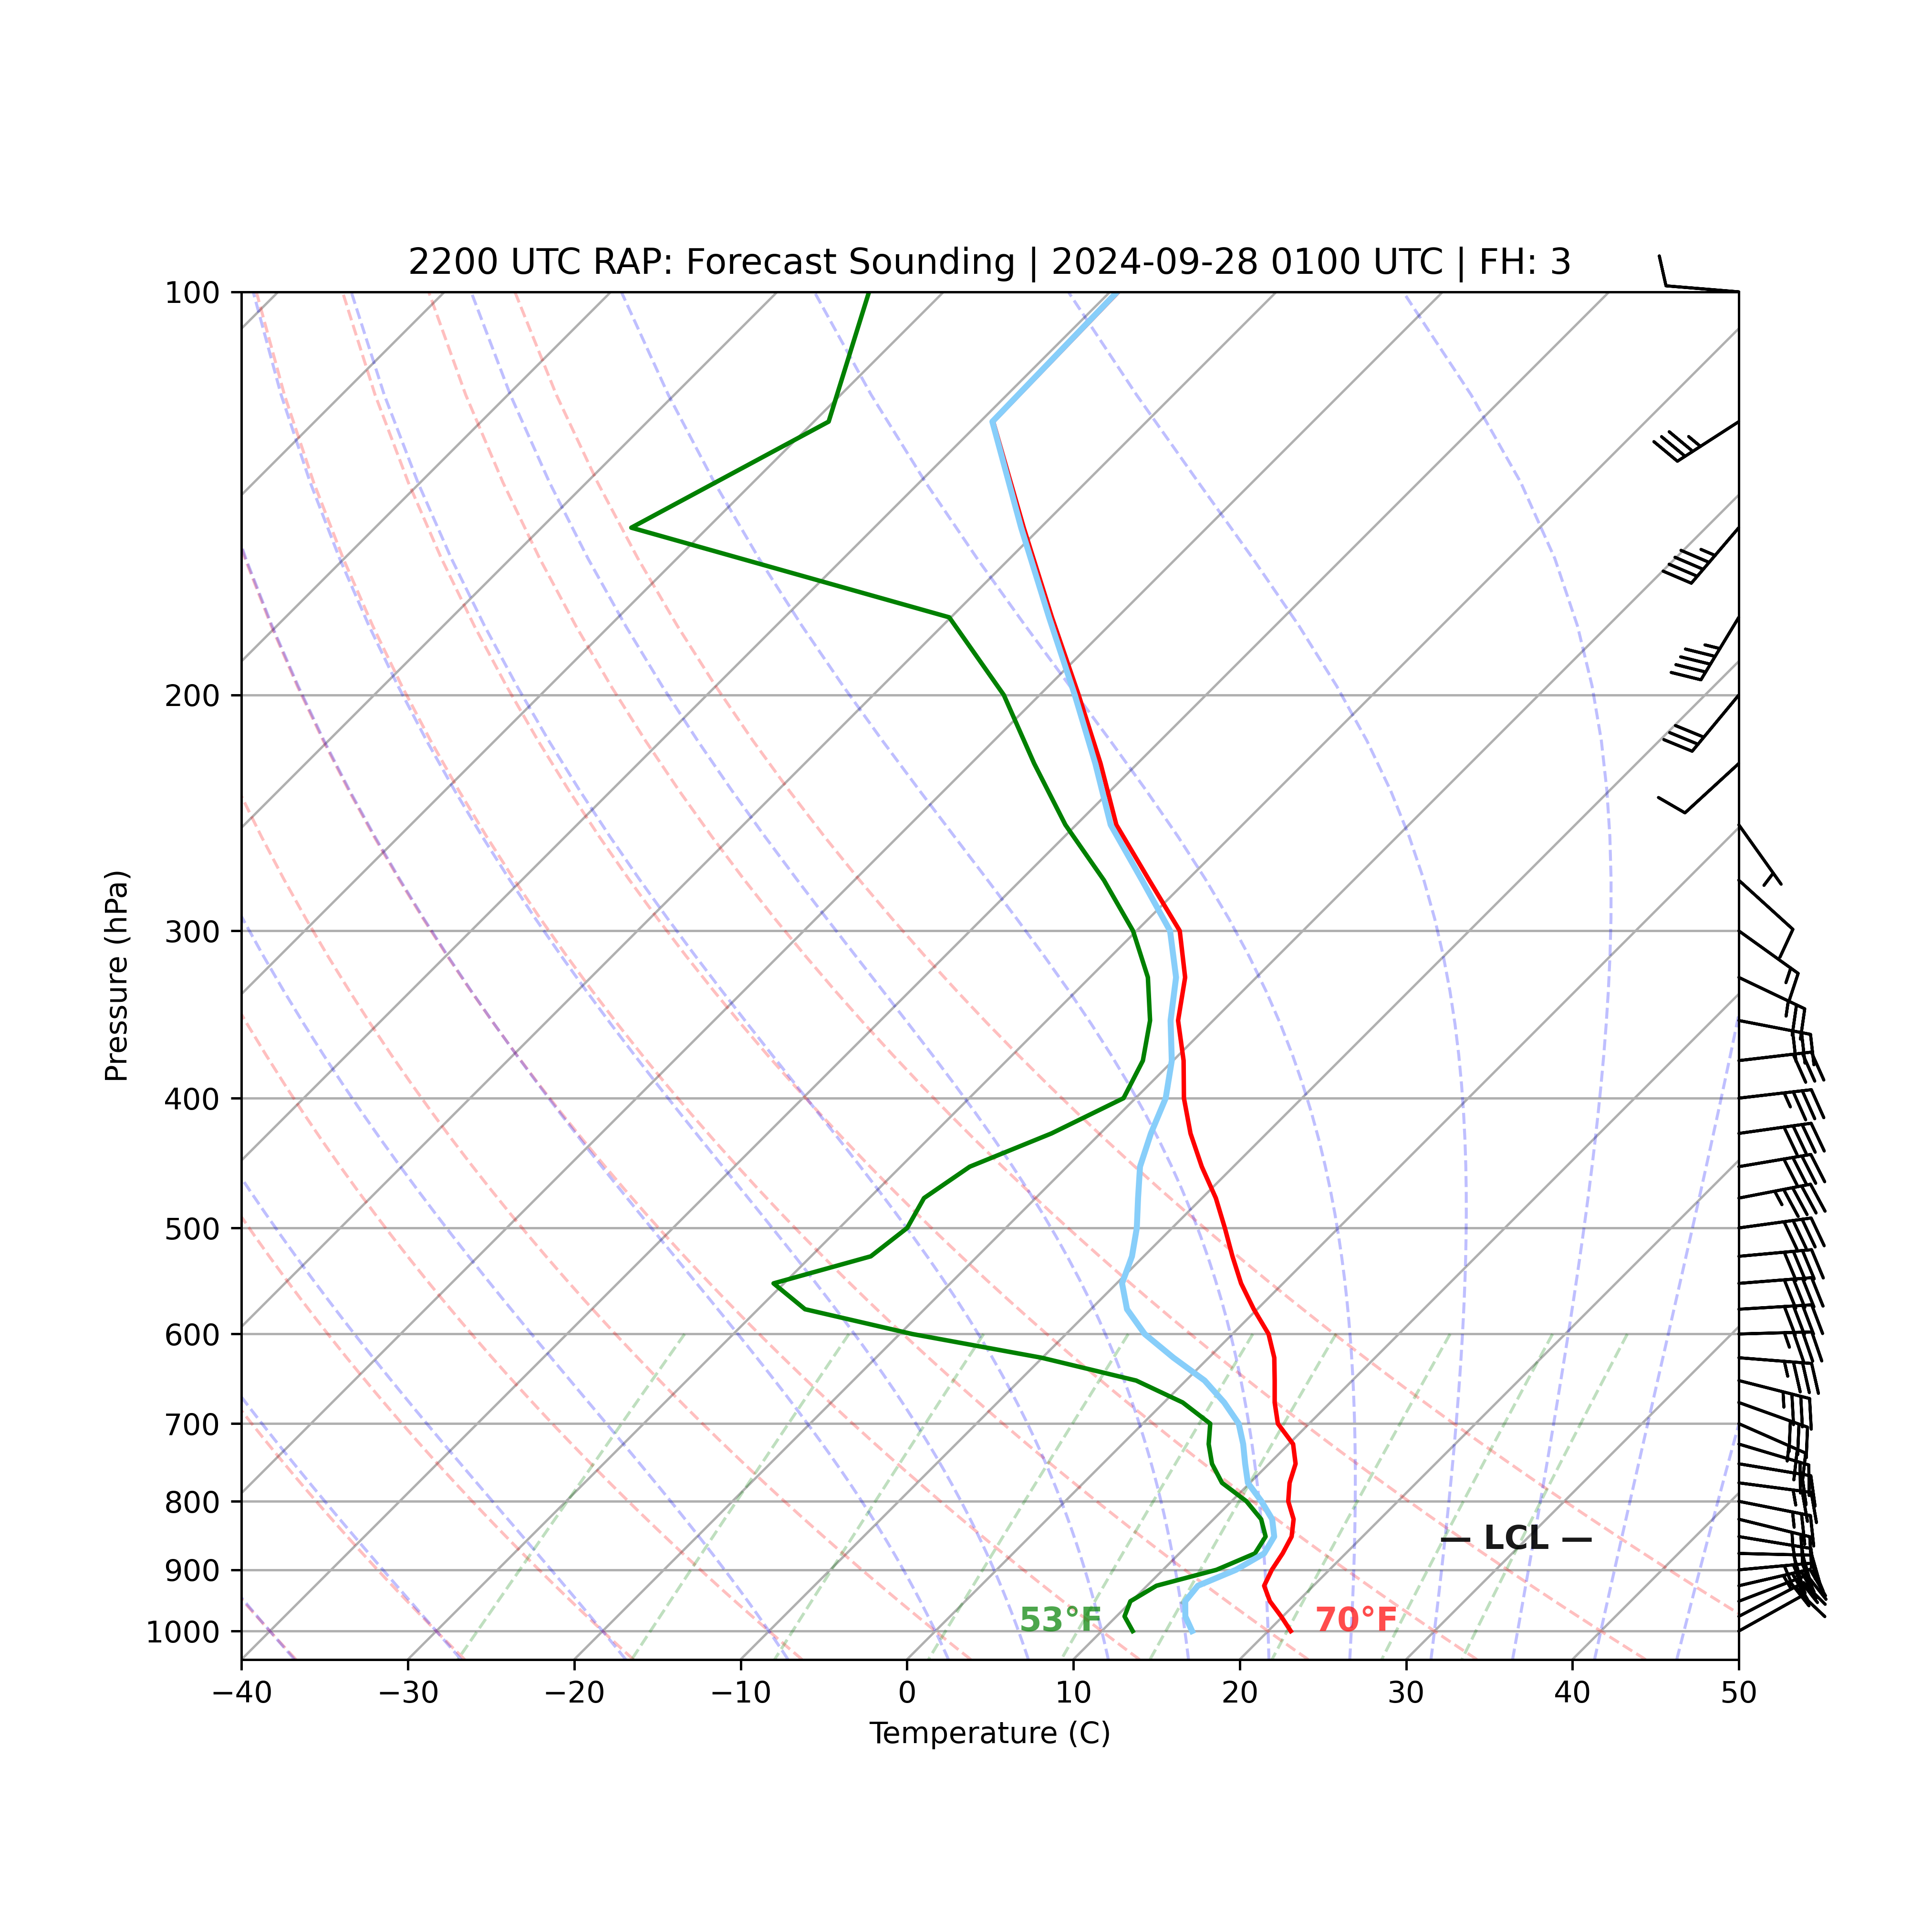 2200 UTC RAP: Forecast Sounding | 2024-09-28 0100 UTC | FH: 3
100
200
300
400
500
600
700
800
900
1000
Pressure (hPa)
— LCL —
53°F
70°F
−40 −30 −20 −10 0 10 20 30 40 50
Temperature (C)